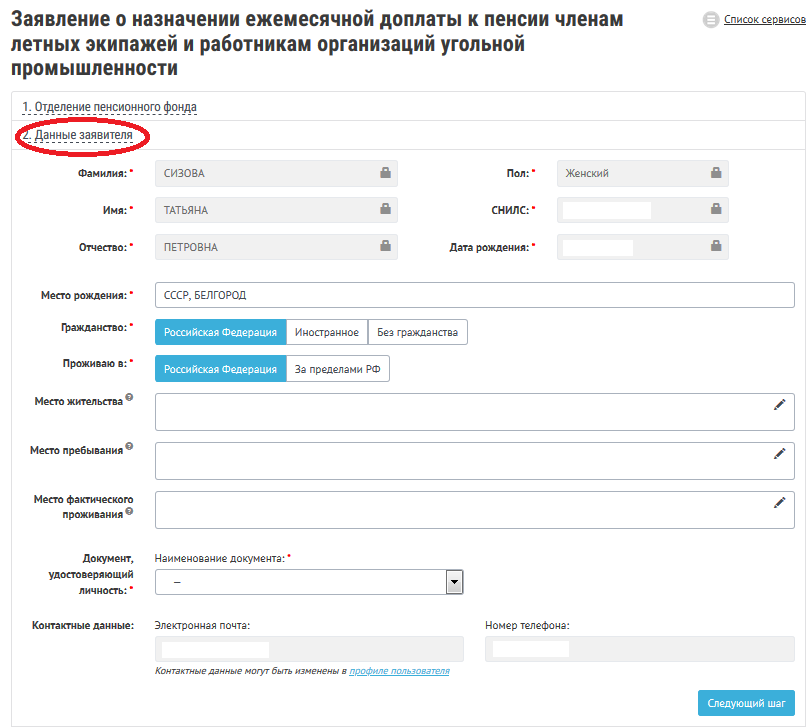 Заявление о назначении ежемесячной доплаты к пенсии членам
летных экипажей и работникам организаций угольной
промышленности
Список сервисов
1. Отделение пенсионного фонда
2. Данные заявителя
Фамилия: * СИЗОВА
Пол: * Женский
Имя: * ТАТЬЯНА
СНИЛС: *
Отчество: * ПЕТРОВНА
Дата рождения: *
Место рождения: * СССР, БЕЛГОРОД
Гражданство: * Российская Федерация Иностранное Без гражданства
Проживаю в: * Российская Федерация За пределами РФ
Место жительства ?
Место пребывания ?
Место фактического
проживания ?
Документ,
удостоверяющий
личность: *
Наименование документа: *
—
Контактные данные:
Электронная почта:
Номер телефона:
Контактные данные могут быть изменены в профиле пользователя
Следующий шаг